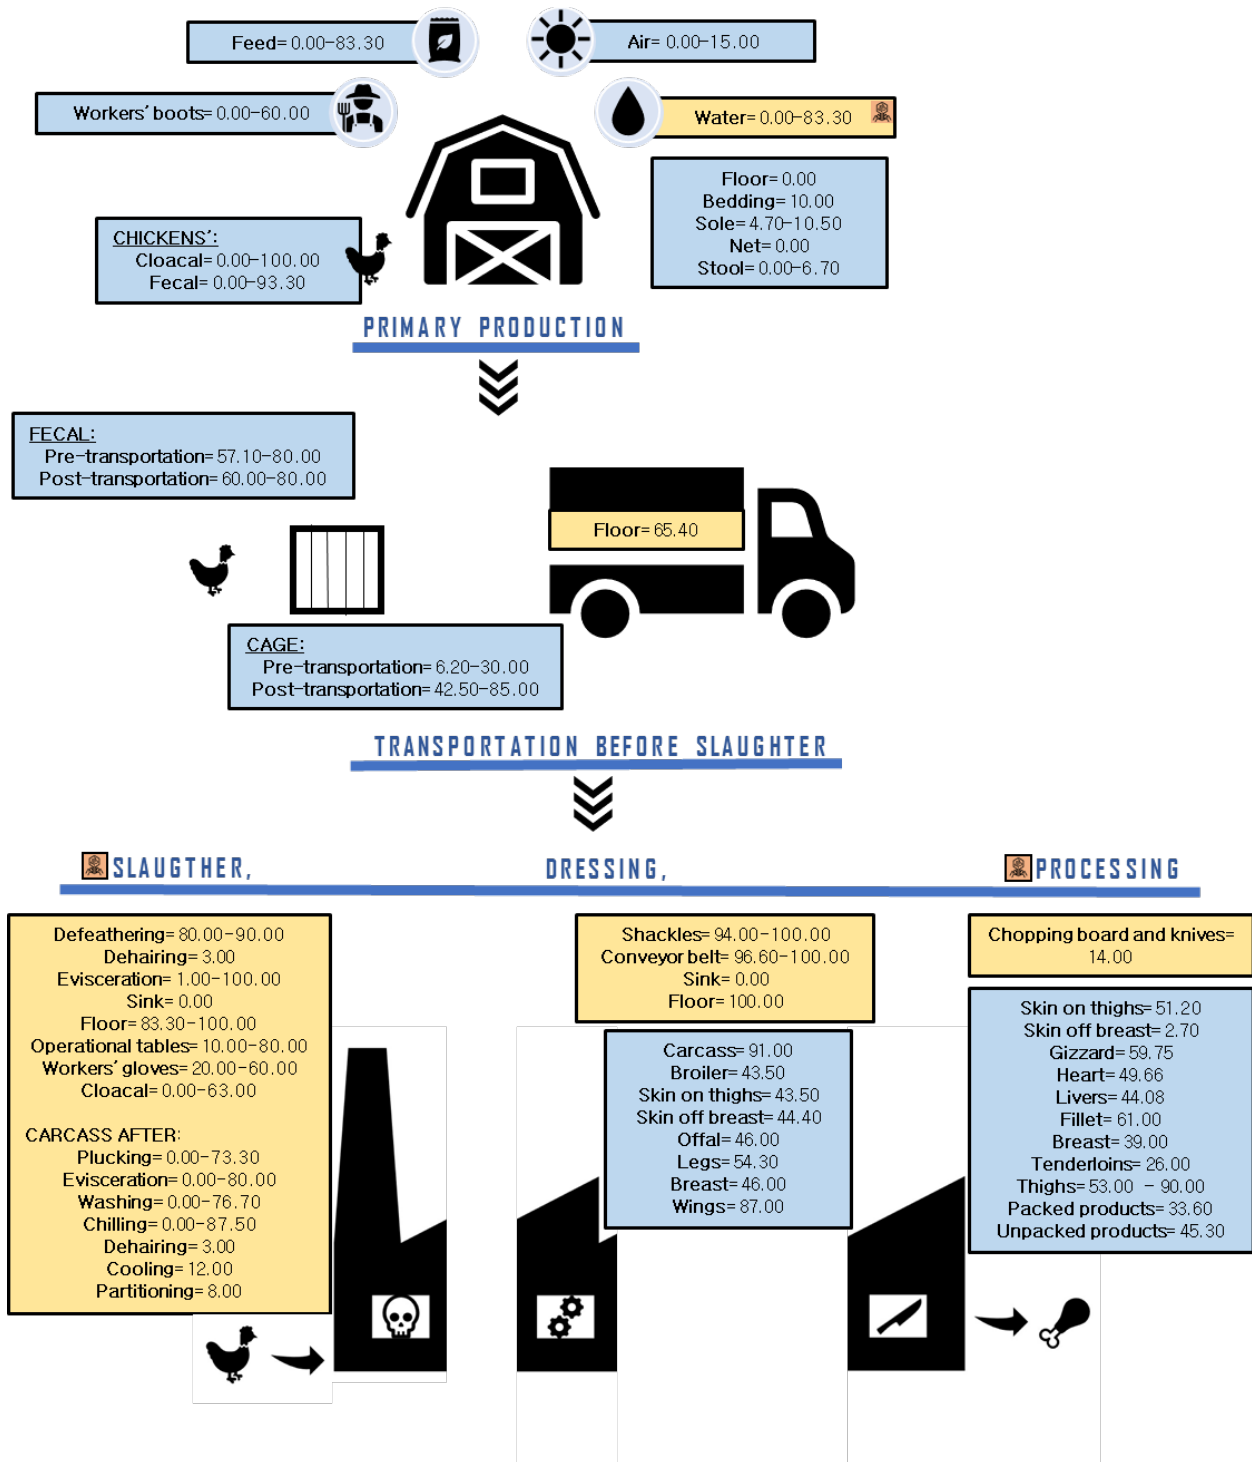 Feed= 0.00-83.30
Air= 0.00-15.00
Workers' boots= 0.00-60.00
Water= 0.00-83.30
Floor= 0.00
Bedding= 10.00
Sole= 4.70-10.50
Net= 0.00
Stool= 0.00-6.70
CHICKENS':
Cloacal= 0.00-100.00
Fecal= 0.00-93.30
PRIMARY PRODUCTION
FECAL:
Pre-transportation= 57.10-80.00
Post-transportation= 60.00-80.00
Floor= 65.40
CAGE:
Pre-transportation= 6.20-30.00
Post-transportation= 42.50-85.00
TRANSPORTATION BEFORE SLAUGHTER
SLAUGTHER,
DRESSING,
PROCESSING
Defeathering= 80.00-90.00
Dehairing= 3.00
Evisceration= 1.00-100.00
Sink= 0.00
Floor= 83.30-100.00
Operational tables= 10.00-80.00
Workers' gloves= 20.00-60.00
Cloacal= 0.00-63.00
CARCASS AFTER:
Plucking= 0.00-73.30
Evisceration= 0.00-80.00
Washing= 0.00-76.70
Chilling= 0.00-87.50
Dehairing= 3.00
Cooling= 12.00
Partitioning= 8.00
Shackles= 94.00-100.00
Conveyor belt= 96.60-100.00
Sink= 0.00
Floor= 100.00
Carcass= 91.00
Broiler= 43.50
Skin on thighs= 43.50
Skin off breast= 44.40
Offal= 46.00
Legs= 54.30
Breast= 46.00
Wings= 87.00
Chopping board and knives=
14.00
Skin on thighs= 51.20
Skin off breast= 2.70
Gizzard= 59.75
Heart= 49.66
Livers= 44.08
Fillet= 61.00
Breast= 39.00
Tenderloins= 26.00
Thighs= 53.00 - 90.00
Packed products= 33.60
Unpacked products= 45.30